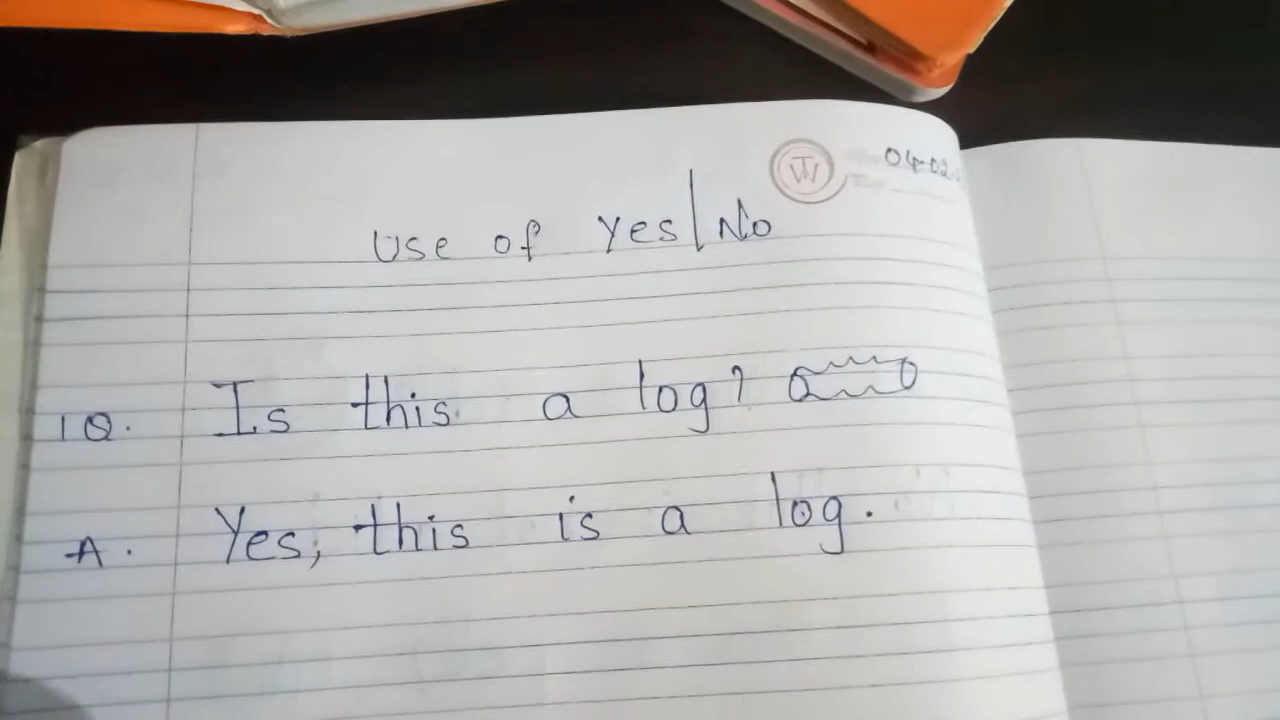 04-02.
Use of Yes/No
1Q. Is this a log?
A. Yes, this is a log.